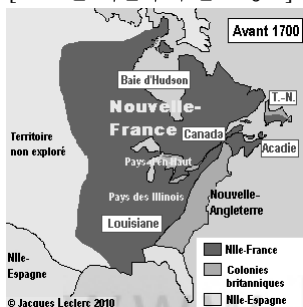 Avant 1700
Baie d'Hudson
T.-N.
Nouvelle-
France
Canada
Territoire
non exploré
Acadie
Pays d'en Haut
Pays des Illinois
Nouvelle-
Angleterre
Louisiane
Nlle-
Espagne
Nlle-France
Colonies
britanniques
Nlle-Espagne
© Jacques Leclerc 2010